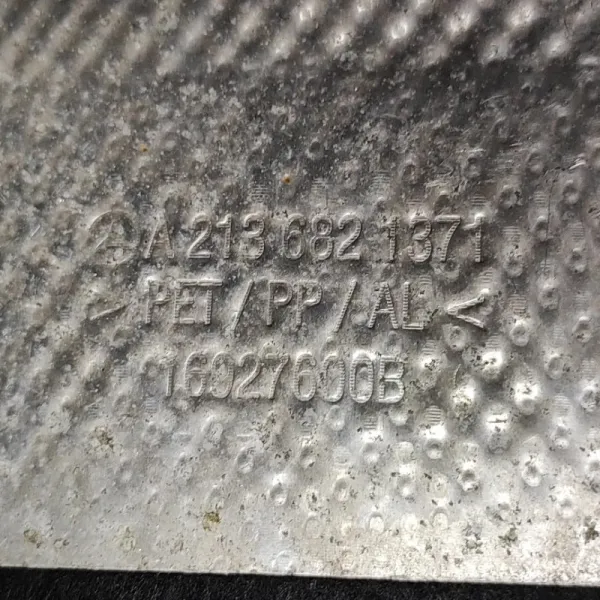 A 213 682 1371
> PET / PP / AL <
16927600B